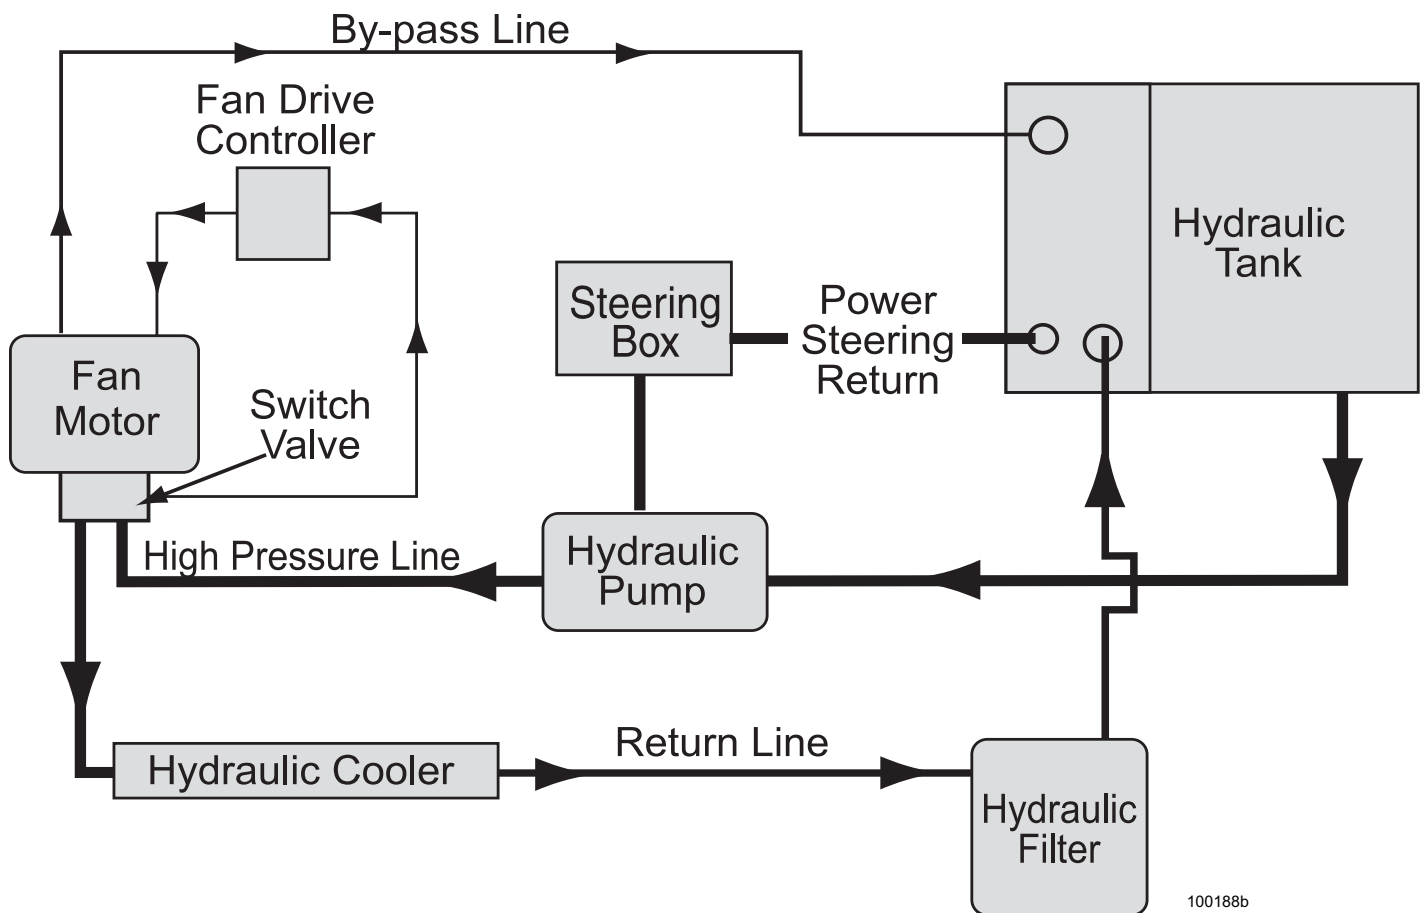 By-pass Line
Fan Drive
Controller
Hydraulic
Tank
Steering
Box
Power
Steering
Return
Fan
Motor
Switch
Valve
High Pressure Line
Hydraulic
Pump
Return Line
Hydraulic Cooler
Hydraulic
Filter
100188b